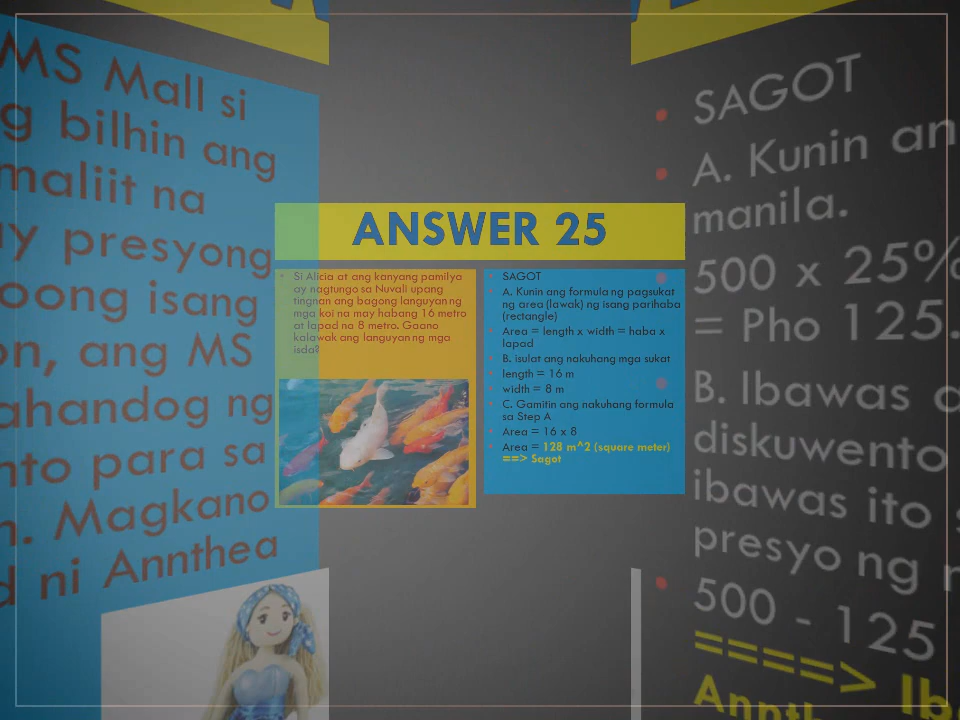 MS Mall si
g bilhin ang
maliit na
ay presyong
oong isang
on, ang MS
ahandog ng
nto para sa
n. Magkano
d ni Annthea
ANSWER 25
• Si Alicia at ang kanyang pamilya
ay nagtungo sa Nuvali upang
tingnan ang bagong languyan ng
mga koi na may habang 16 metro
at lapad na 8 metro. Gaano
kalawak ang languyan ng mga
isda?
• SAGOT
• A. Kunin ang formula ng pagsukat
ng area (lawak) ng isang parihaba
(rectangle)
• Area = length x width = haba x
lapad
• B. isulat ang nakuhang mga sukat
• length = 16 m
• width = 8 m
• C. Gamitin ang nakuhang formula
sa Step A
• Area = 16 x 8
• Area = 128 m^2 (square meter)
==> Sagot
• SAGOT
• A. Kunin an
manila.
500 x 25%
= Php 125.
• B. Ibawas
diskuwento
ibawas ito s
presyo ng
• 500 - 125
====> Ib
Annth